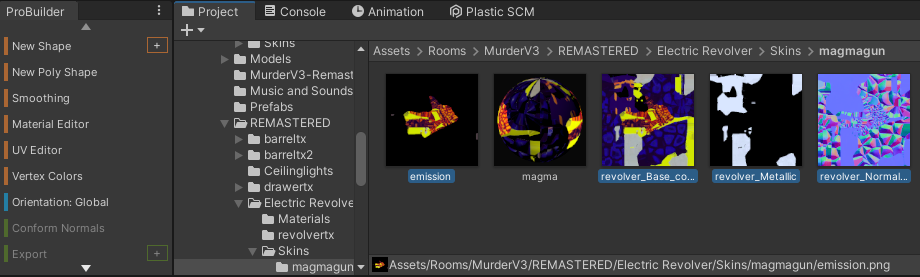 ProBuilder
New Shape
New Poly Shape
Smoothing
Material Editor
UV Editor
Vertex Colors
Orientation: Global
Conform Normals
Export
Project
Console
Animation
Plastic SCM
Skins
Models
MurderV3-Remast
Music and Sounds
Prefabs
REMASTERED
barreltx
barreltx2
Ceilinglights
drawertx
Electric Revolve
Materials
revolvertx
Skins
magmagun
Assets > Rooms > MurderV3 > REMASTERED > Electric Revolver > Skins > magmagun
emission
magma
revolver_Base_co...
revolver_Metallic
revolver_Normal...
Assets/Rooms/MurderV3/REMASTERED/Electric Revolver/Skins/magmagun/emission.png